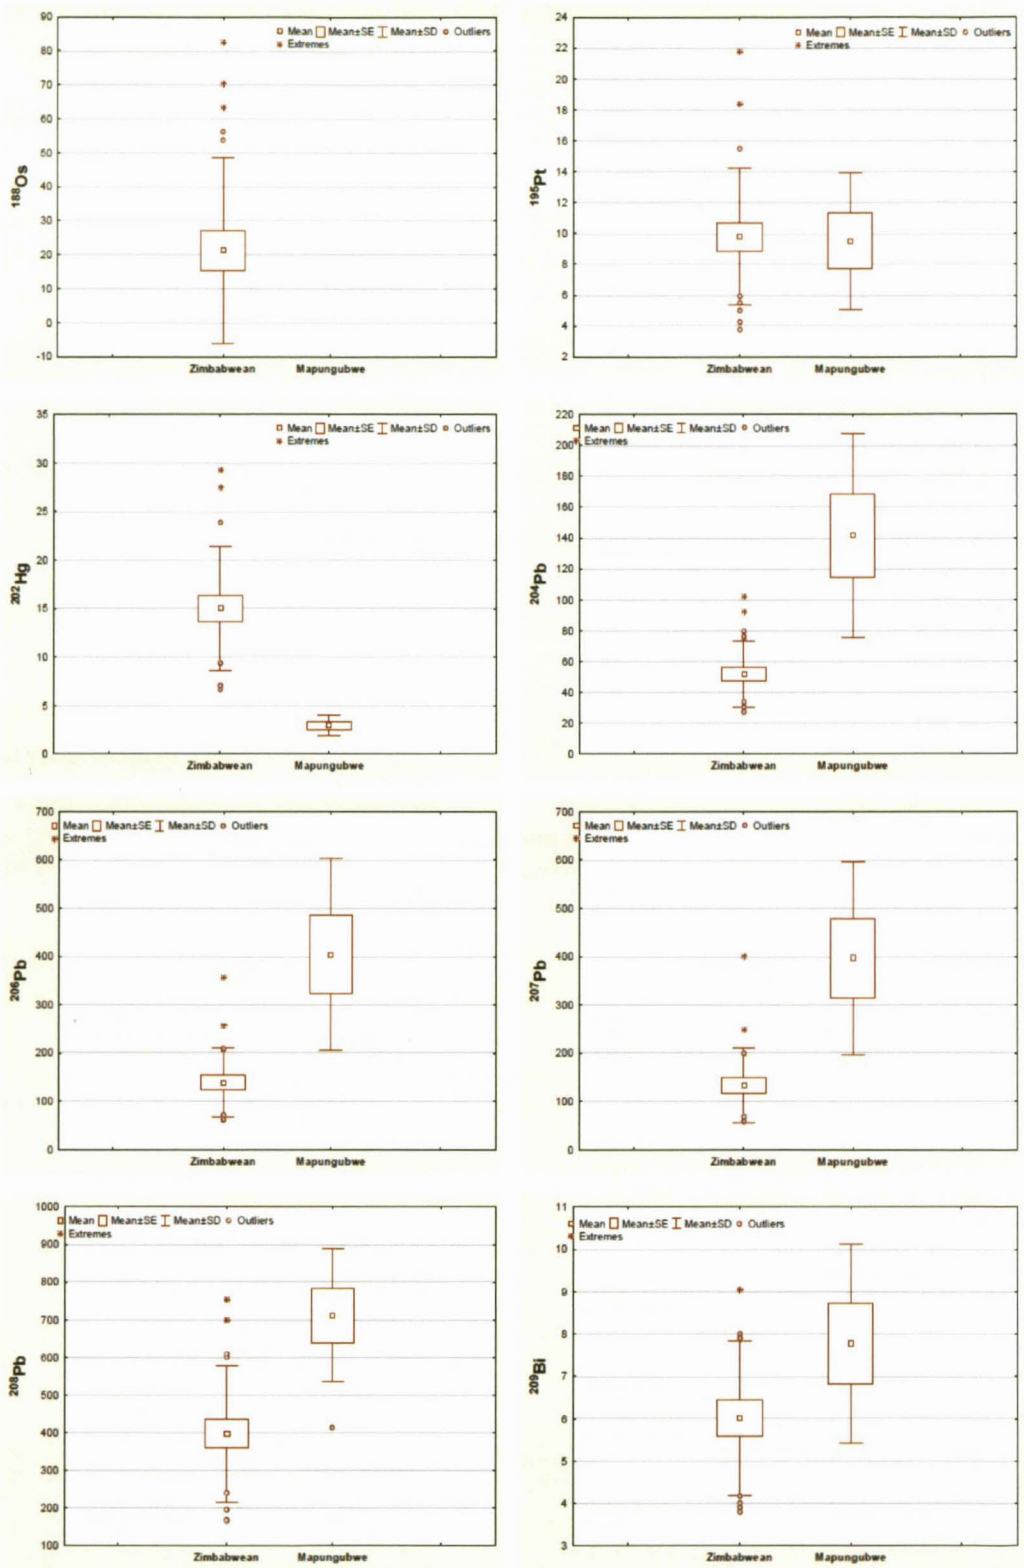 90
□ Mean □ Mean±SE ⌶ Mean±SD ○ Outliers
* Extremes
80
70
60
50
40
30
20
10
0
-10
¹⁸⁸Os
Zimbabwean Mapungubwe
24
□ Mean □ Mean±SE ⌶ Mean±SD ○ Outliers
* Extremes
22
20
18
16
14
12
10
8
6
4
2
¹⁹⁵Pt
Zimbabwean Mapungubwe
35
□ Mean □ Mean±SE ⌶ Mean±SD ○ Outliers
* Extremes
30
25
20
15
10
5
0
²⁰²Hg
Zimbabwean Mapungubwe
220
□ Mean □ Mean±SE ⌶ Mean±SD ○ Outliers
* Extremes
200
180
160
140
120
100
80
60
40
20
0
²⁰⁴Pb
Zimbabwean Mapungubwe
700
□ Mean □ Mean±SE ⌶ Mean±SD ○ Outliers
* Extremes
600
500
400
300
200
100
0
²⁰⁶Pb
Zimbabwean Mapungubwe
700
□ Mean □ Mean±SE ⌶ Mean±SD ○ Outliers
* Extremes
600
500
400
300
200
100
0
²⁰⁷Pb
Zimbabwean Mapungubwe
1000
□ Mean □ Mean±SE ⌶ Mean±SD ○ Outliers
* Extremes
900
800
700
600
500
400
300
200
100
²⁰⁸Pb
Zimbabwean Mapungubwe
11
□ Mean □ Mean±SE ⌶ Mean±SD ○ Outliers
* Extremes
10
9
8
7
6
5
4
3
²⁰⁹Bi
Zimbabwean Mapungubwe